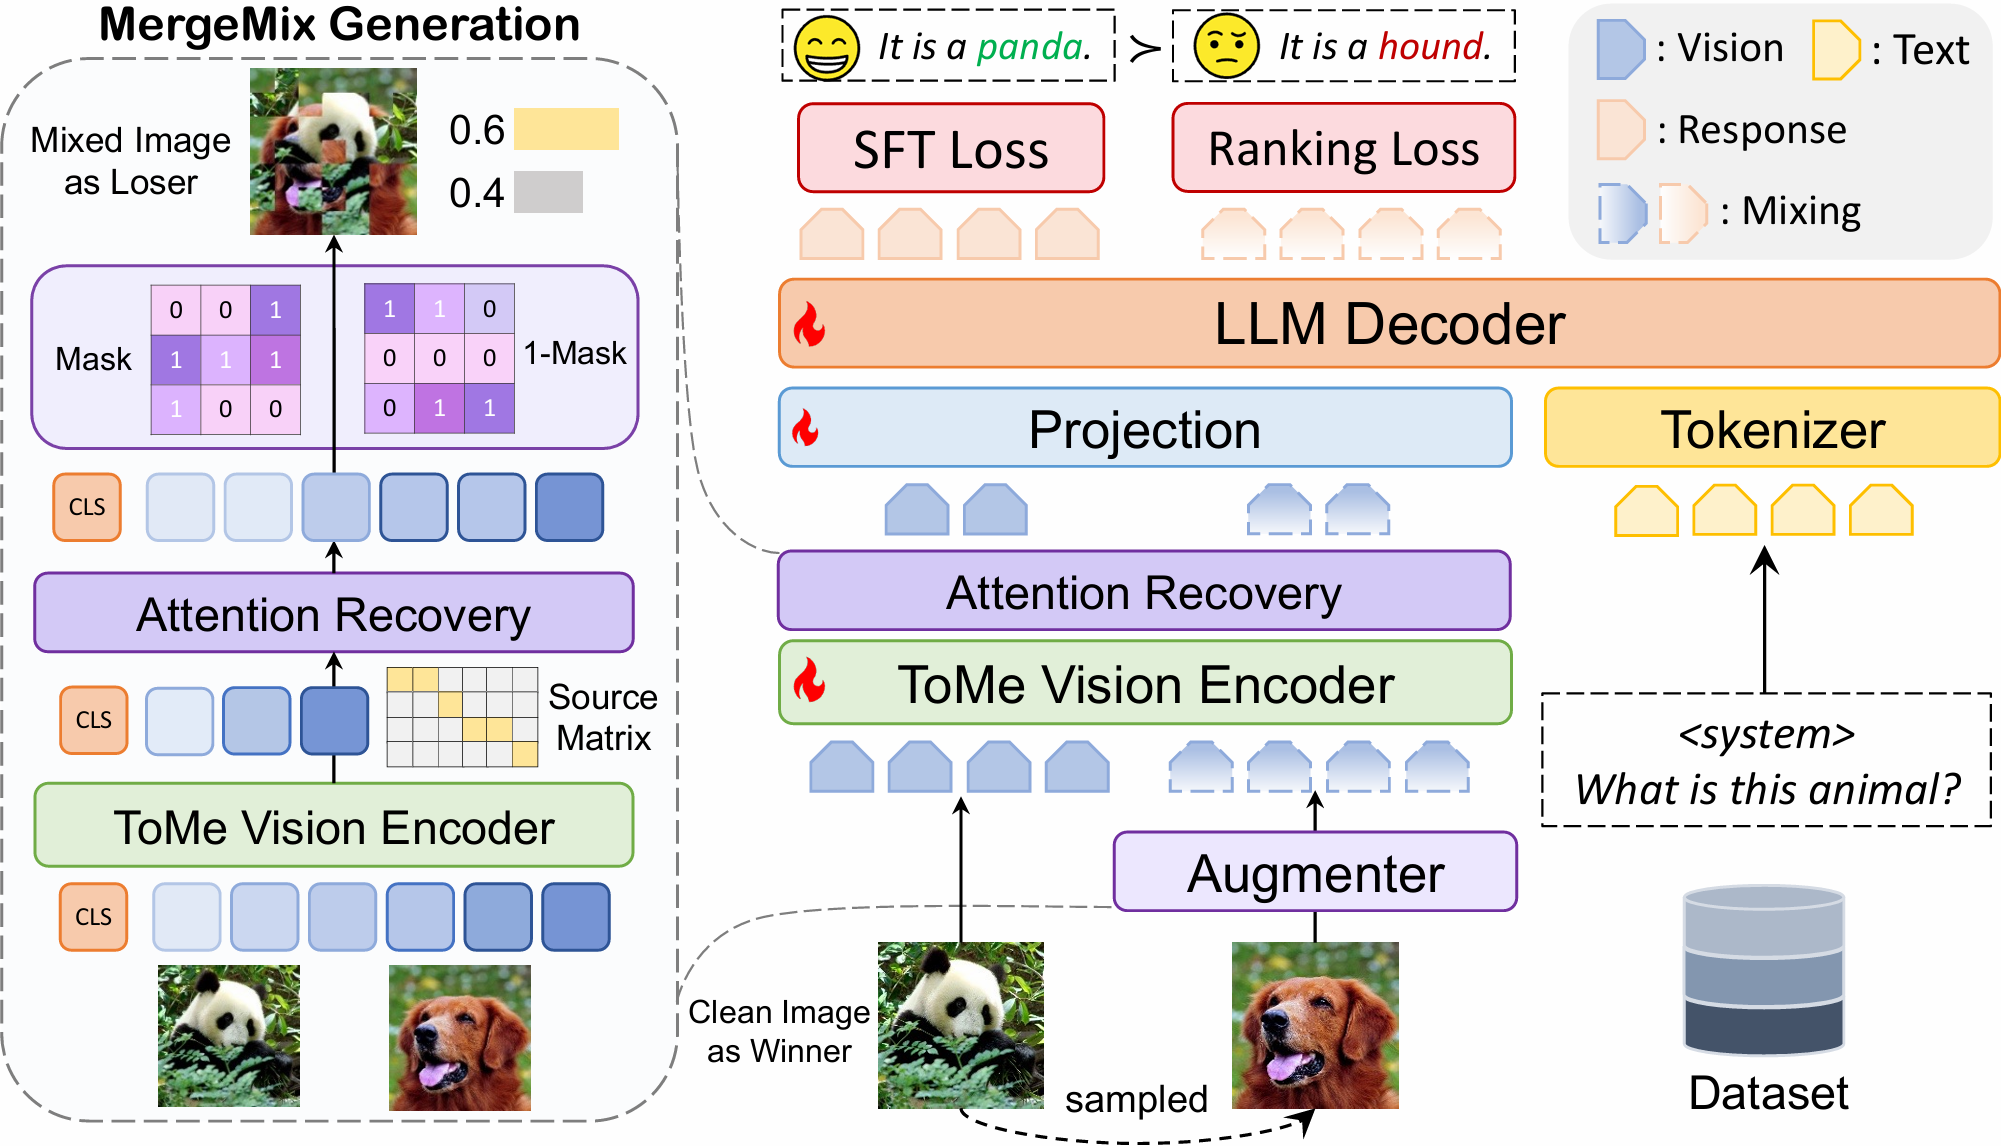 MergeMix Generation
Mixed Image
as Loser
0.6
0.4
Mask
0 0 1
1 1 1
1 0 0
1 1 0
0 0 0
0 1 1
1-Mask
CLS
Attention Recovery
CLS
Source
Matrix
ToMe Vision Encoder
CLS
It is a panda.
≻
It is a hound.
SFT Loss
Ranking Loss
: Vision
: Text
: Response
: Mixing
LLM Decoder
Projection
Tokenizer
Attention Recovery
ToMe Vision Encoder
<system>
What is this animal?
Augmenter
Clean Image
as Winner
sampled
Dataset